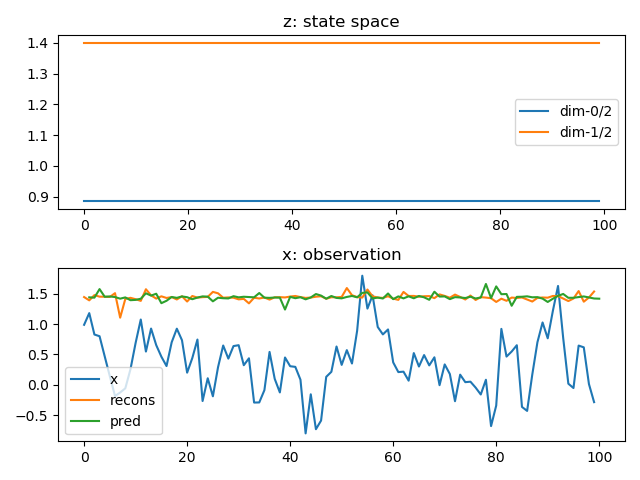 z: state space
1.4
1.3
1.2
1.1
1.0
0.9
dim-0/2
dim-1/2
0 20 40 60 80 100
x: observation
1.5
1.0
0.5
0.0
−0.5
x
recons
pred
0 20 40 60 80 100